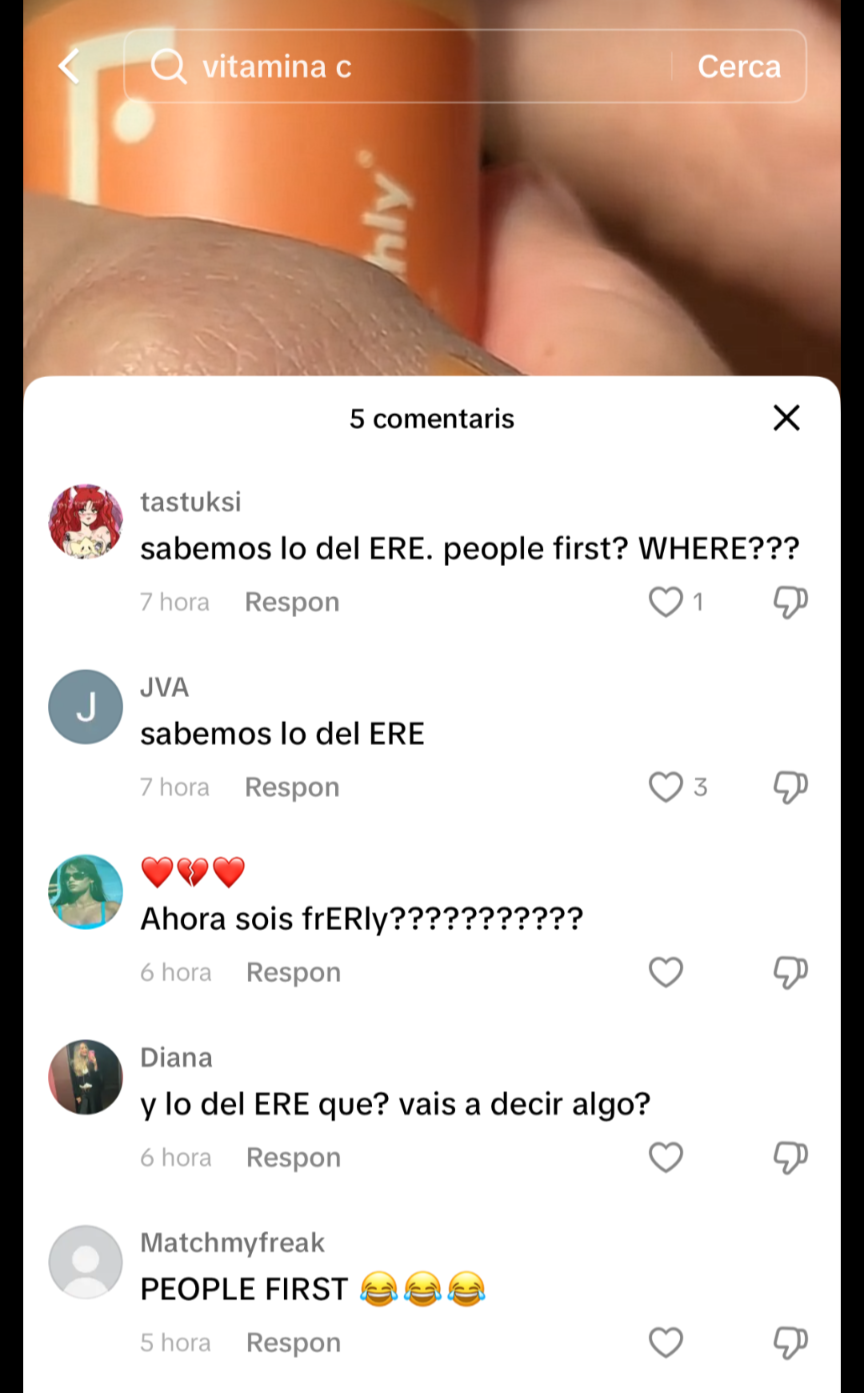 vitamina c
Cerca
hly
5 comentaris
tastuksi
sabemos lo del ERE. people first? WHERE???
7 hora Respon 1
J
JVA
sabemos lo del ERE
7 hora Respon 3
❤️💔❤️
Ahora sois frERly???????????
6 hora Respon
Diana
y lo del ERE que? vais a decir algo?
6 hora Respon
Matchmyfreak
PEOPLE FIRST 😂😂😂
5 hora Respon